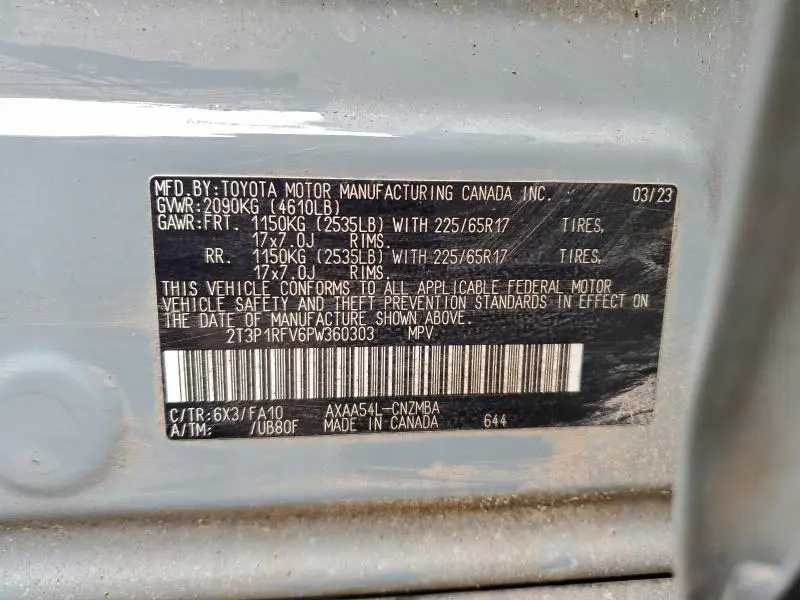 MFD.BY:TOYOTA MOTOR MANUFACTURING CANADA INC. 03/23
GVWR:2090KG (4610LB)
GAWR:FRT. 1150KG (2535LB) WITH 225/65R17 TIRES,
17x7.0J RIMS.
RR. 1150KG (2535LB) WITH 225/65R17 TIRES,
17x7.0J RIMS.
THIS VEHICLE CONFORMS TO ALL APPLICABLE FEDERAL MOTOR
VEHICLE SAFETY AND THEFT PREVENTION STANDARDS IN EFFECT ON
THE DATE OF MANUFACTURE SHOWN ABOVE.
2T3P1RFV6PW360303 MPV
C/TR:6X3/FA10 AXAA54L-CNZMBA
A/TM: /UB80F MADE IN CANADA 644